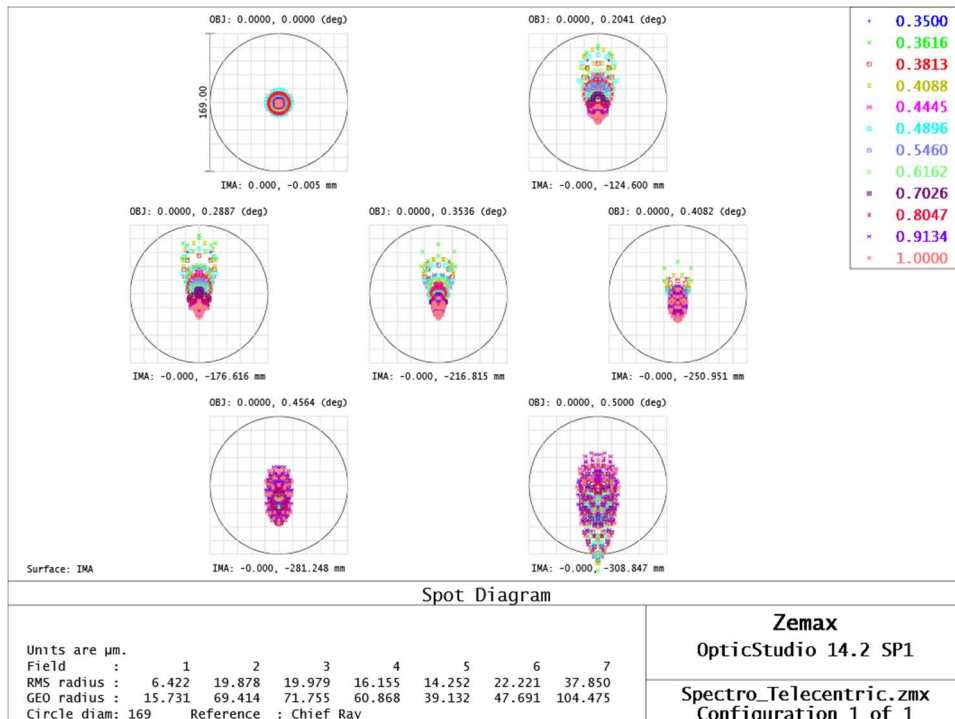 OBJ: 0.0000, 0.0000 (deg)
OBJ: 0.0000, 0.2041 (deg)
169.00
IMA: 0.000, -0.005 mm
IMA: -0.000, -124.600 mm
0.3500
0.3616
0.3813
0.4088
0.4445
0.4896
0.5460
0.6162
0.7026
0.8047
0.9134
1.0000
OBJ: 0.0000, 0.2887 (deg)
OBJ: 0.0000, 0.3536 (deg)
OBJ: 0.0000, 0.4082 (deg)
IMA: -0.000, -176.616 mm
IMA: -0.000, -216.815 mm
IMA: -0.000, -250.951 mm
OBJ: 0.0000, 0.4564 (deg)
OBJ: 0.0000, 0.5000 (deg)
Surface: IMA
IMA: -0.000, -281.248 mm
IMA: -0.000, -308.847 mm
Spot Diagram
Units are µm.
Field : 1 2 3 4 5 6 7
RMS radius : 6.422 19.878 19.979 16.155 14.252 22.221 37.850
GEO radius : 15.731 69.414 71.755 60.868 39.132 47.691 104.475
Circle diam: 169 Reference : Chief Ray
Zemax
OpticStudio 14.2 SP1
Spectro_Telecentric.zmx
Configuration 1 of 1